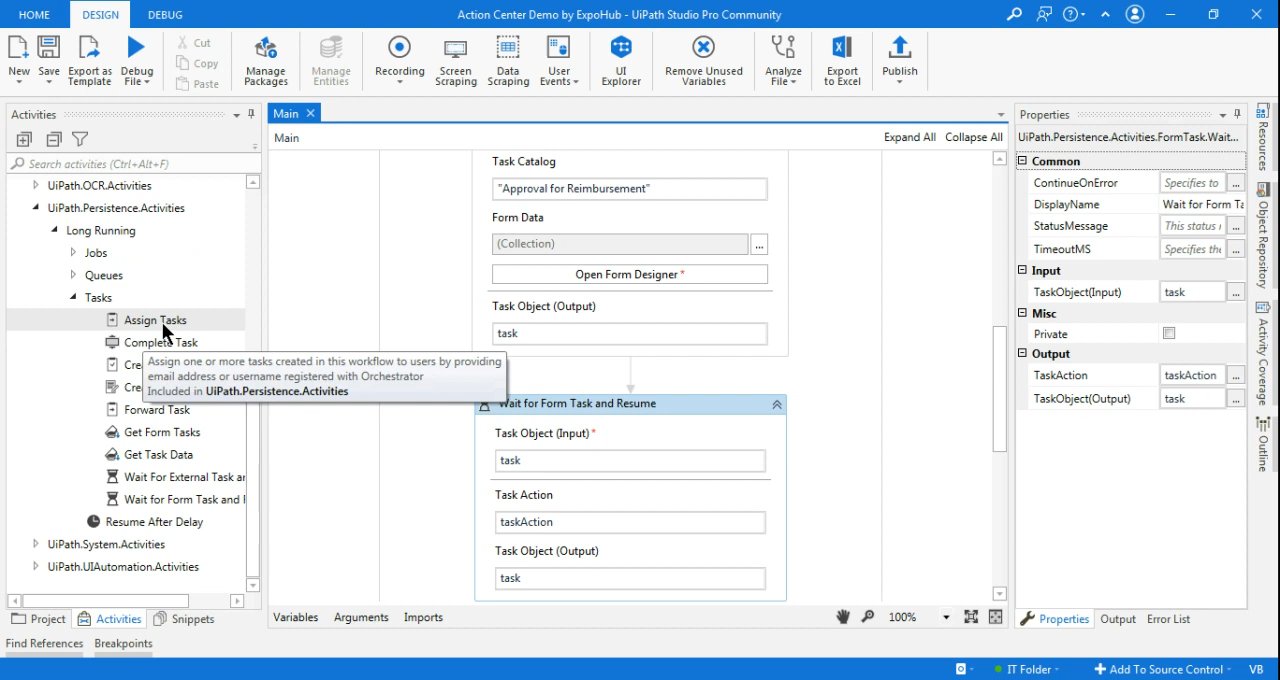 HOME
DESIGN
DEBUG
Action Center Demo by ExpoHub - UiPath Studio Pro Community
New
Save
Export as Template
Debug File
Cut
Copy
Paste
Manage Packages
Manage Entities
Recording
Screen Scraping
Data Scraping
User Events
UI Explorer
Remove Unused Variables
Analyze File
Export to Excel
Publish
Activities
Search activities (Ctrl+Alt+F)
UiPath.OCR.Activities
UiPath.Persistence.Activities
Long Running
Jobs
Queues
Tasks
Assign Tasks
Complete Task
Cre
Cre
Assign one or more tasks created in this workflow to users by providing
email address or username registered with Orchestrator
Included in UiPath.Persistence.Activities
Forward Task
Get Form Tasks
Get Task Data
Wait For External Task ar
Wait for Form Task and
Resume After Delay
UiPath.System.Activities
UiPath.UIAutomation.Activities
Project
Activities
Snippets
Find References
Breakpoints
Main
Main
Expand All
Collapse All
Task Catalog
"Approval for Reimbursement"
Form Data
(Collection)
...
Open Form Designer *
Task Object (Output)
task
Wait for Form Task and Resume
Task Object (Input) *
task
Task Action
taskAction
Task Object (Output)
task
Variables
Arguments
Imports
100%
Properties
UiPath.Persistence.Activities.FormTask.Wait...
Common
ContinueOnError
Specifies to
...
DisplayName
Wait for Form Ta
StatusMessage
This status
...
TimeoutMS
Specifies the
...
Input
TaskObject(Input)
task
...
Misc
Private
Output
TaskAction
taskAction
...
TaskObject(Output)
task
...
Properties
Output
Error List
Resources
Object Repository
Activity Coverage
Outline
IT Folder
Add To Source Control
VB